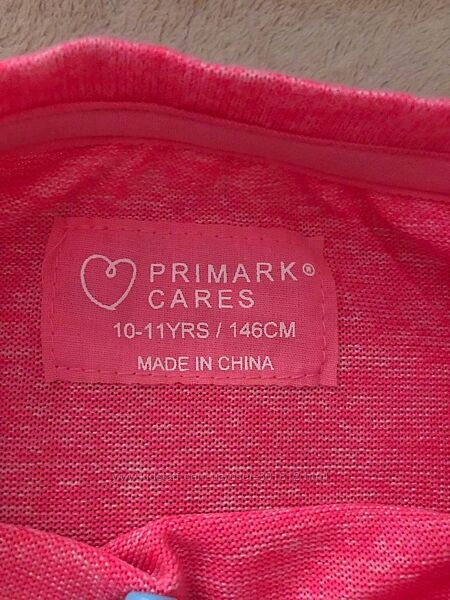 PRIMARK®
CARES
10-11YRS / 146CM
MADE IN CHINA